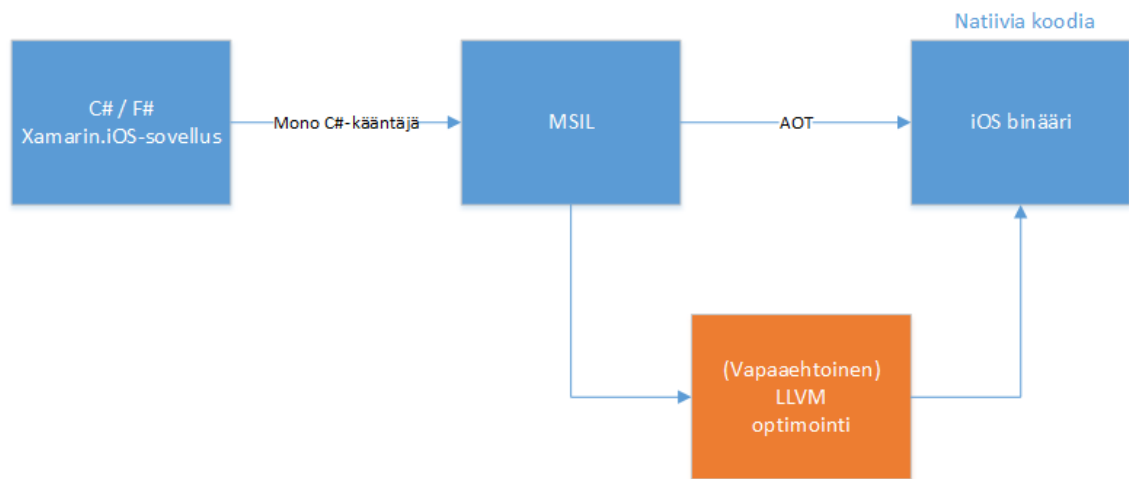 Natiivia koodia
C# / F#
Xamarin.iOS-sovellus
Mono C#-kääntäjä
MSIL
AOT
iOS binääri
(Vapaaehtoinen)
LLVM
optimointi